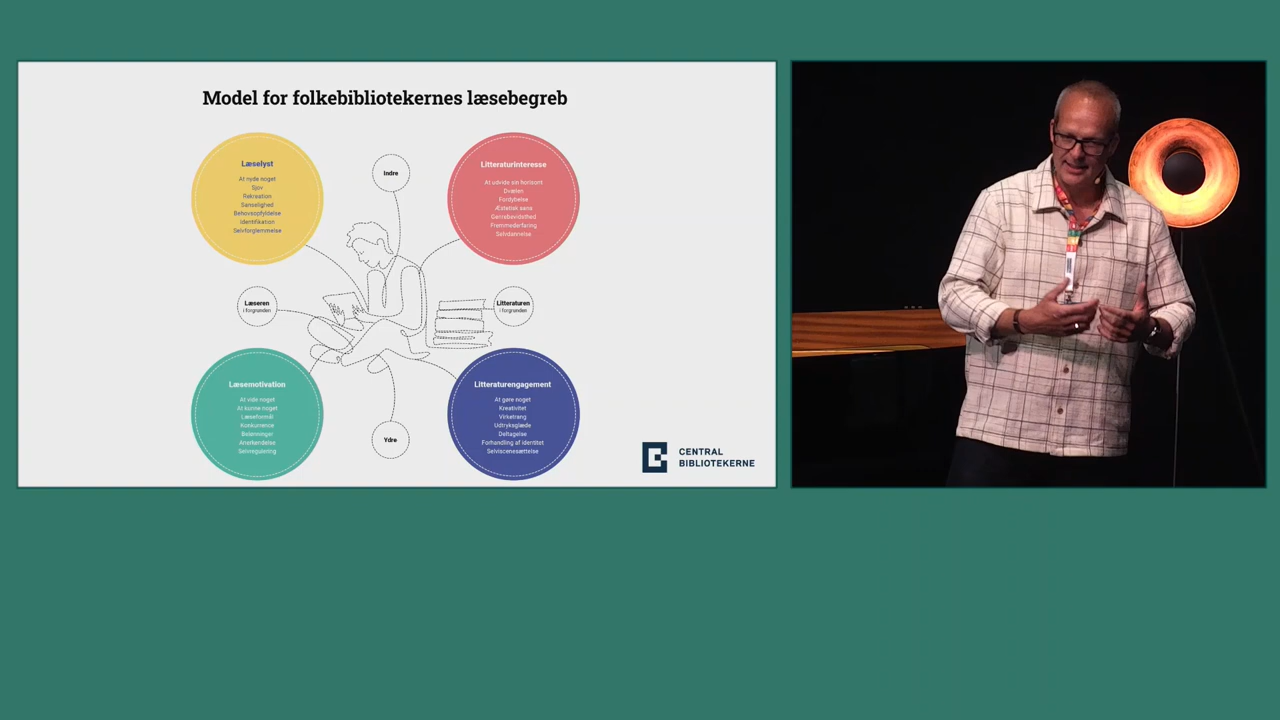 Model for folkebibliotekernes læsebegreb
Læselyst
At nyde noget
Sjov
Rekreation
Sanselighed
Behovsopfyldelse
Identifikation
Selvforglemmelse
Indre
Litteraturinteresse
At udvide sin horisont
Dvælen
Fordybelse
Æstetisk sans
Genrebevidsthed
Fremmederfaring
Selvdannelse
Læseren
i forgrunden
Litteraturen
i forgrunden
Læsemotivation
At vide noget
At kunne noget
Læseformål
Konkurrence
Belønninger
Anerkendelse
Selvregulering
Ydre
Litteraturengagement
At gøre noget
Kreativitet
Virketrang
Udtryksglæde
Deltagelse
Forhandling af identitet
Selviscenesættelse
CENTRAL
BIBLIOTEKERNE